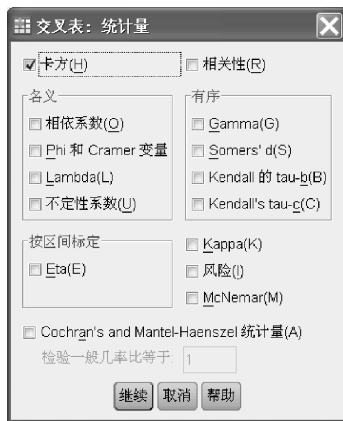 交叉表：统计量
卡方(H)
相关性(R)
名义
相依系数(O)
Phi 和 Cramer 变量
Lambda(L)
不定性系数(U)
有序
Gamma(G)
Somers' d(S)
Kendall 的 tau-b(B)
Kendall's tau-c(C)
按区间标定
Eta(E)
Kappa(K)
风险(I)
McNemar(M)
Cochran's and Mantel-Haenszel 统计量(A)
检验一般几率比等于: 1
继续 取消 帮助